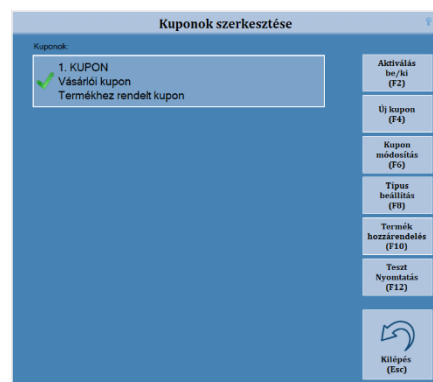 Kuponok szerkesztése
Kuponok:
1. KUPON
Vásárlói kupon
Termékhez rendelt kupon
Aktiválás
be/ki
(F2)
Új kupon
(F4)
Kupon
módosítás
(F6)
Típus
beállítás
(F8)
Termék
hozzárendelés
(F10)
Teszt
Nyomtatás
(F12)
Kilépés
(Esc)